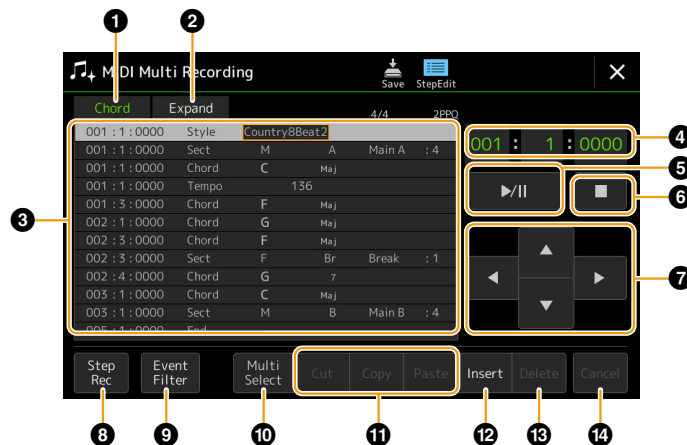 1 2
MIDI Multi Recording Save StepEdit
Chord Expand 4/4 2PPQ
001 : 1 : 0000 Style Country8Beat2
001 : 1 : 0000 Sect M A Main A : 4
001 : 1 : 0000 Chord C Maj
001 : 1 : 0000 Tempo 136
001 : 3 : 0000 Chord F Maj
002 : 1 : 0000 Chord G Maj
002 : 3 : 0000 Chord F Maj
002 : 3 : 0000 Sect F Br Break : 1
002 : 4 : 0000 Chord G 7
003 : 1 : 0000 Chord C Maj
003 : 1 : 0000 Sect M B Main B : 4
005 : 1 : 0000 End
3
001 : 1 : 0000
4
5
6
7
Step Rec
Event Filter
Multi Select
Cut Copy Paste Insert Delete Cancel
8 9 10 11 12 13 14